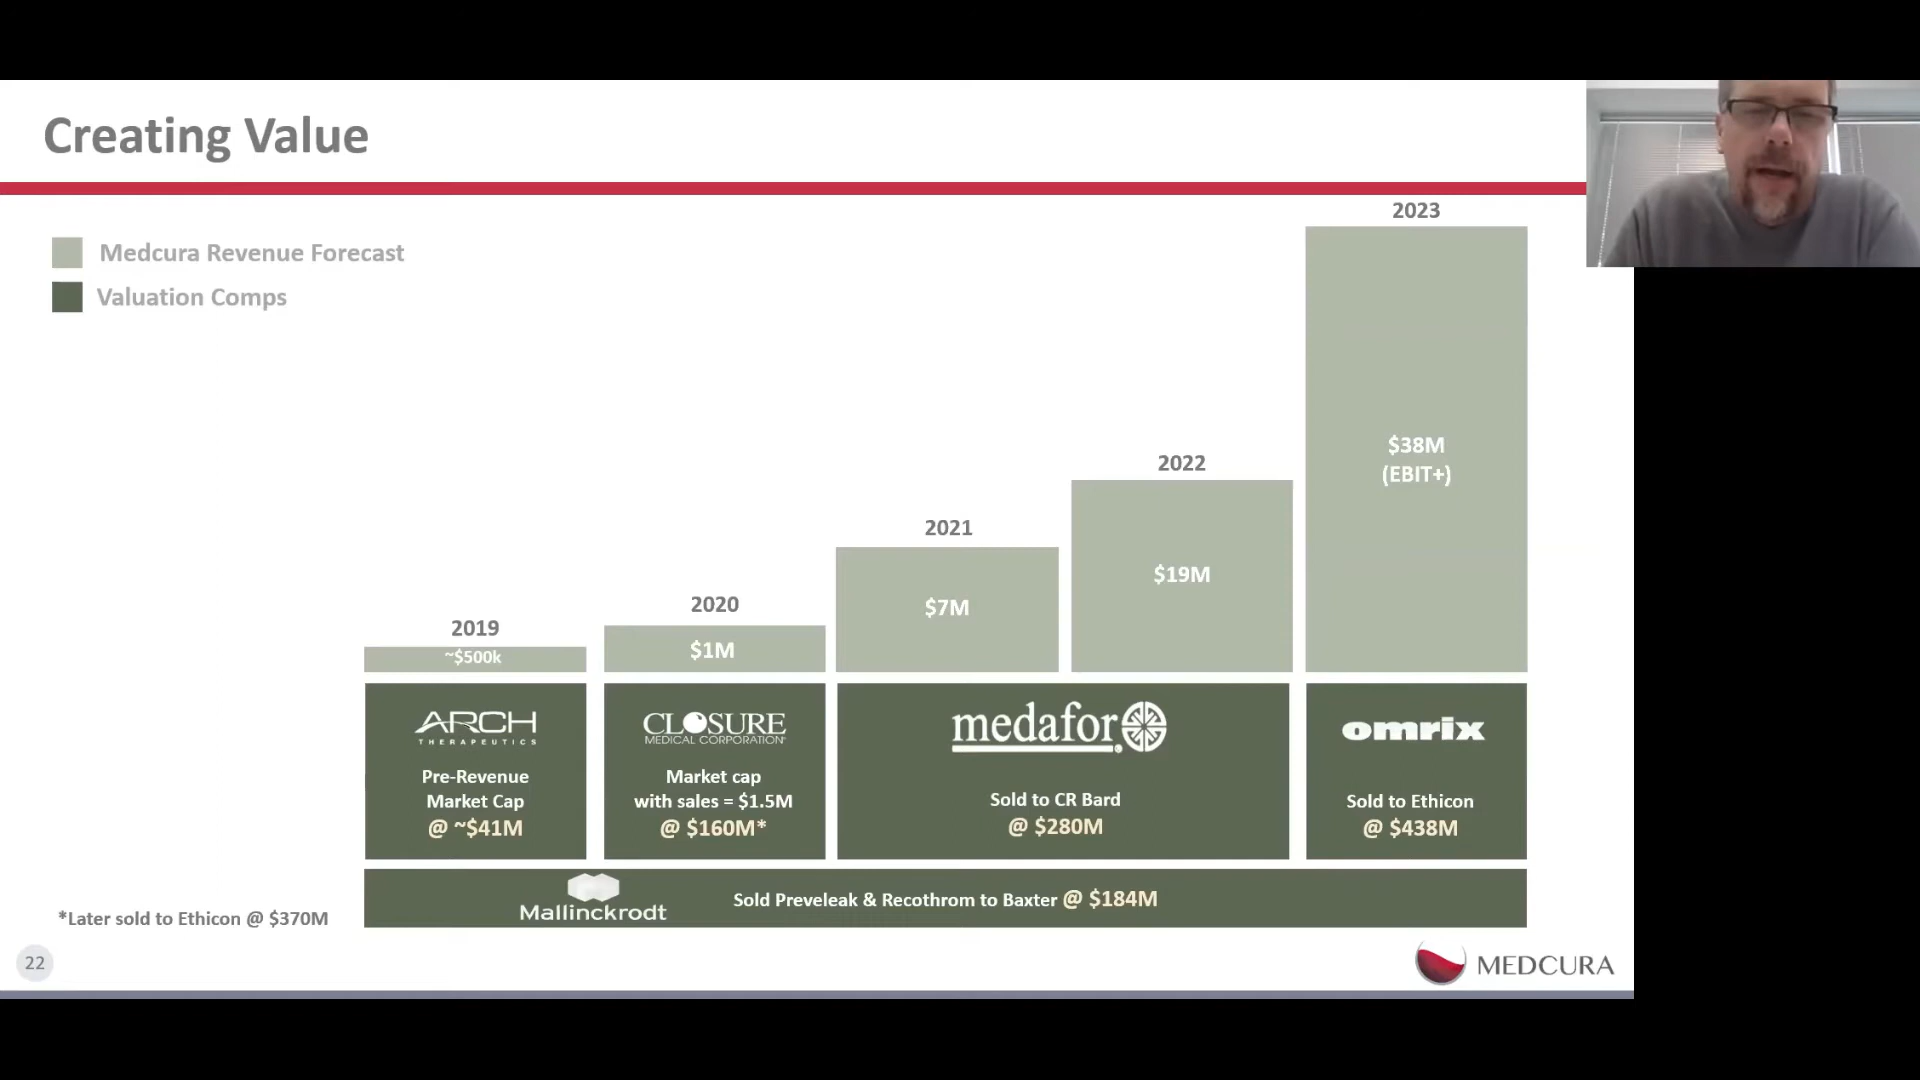 Creating Value
Medcura Revenue Forecast
Valuation Comps
2019
~$500k
2020
$1M
2021
$7M
2022
$19M
2023
$38M
(EBIT+)
ARCH
THERAPEUTICS
Pre-Revenue
Market Cap
@ ~$41M
CLOSURE
MEDICAL CORPORATION
Market cap
with sales = $1.5M
@ $160M*
medafor
Sold to CR Bard
@ $280M
omrix
Sold to Ethicon
@ $438M
Mallinckrodt
Sold Preveleak & Recothrom to Baxter @ $184M
*Later sold to Ethicon @ $370M
22
MEDCURA